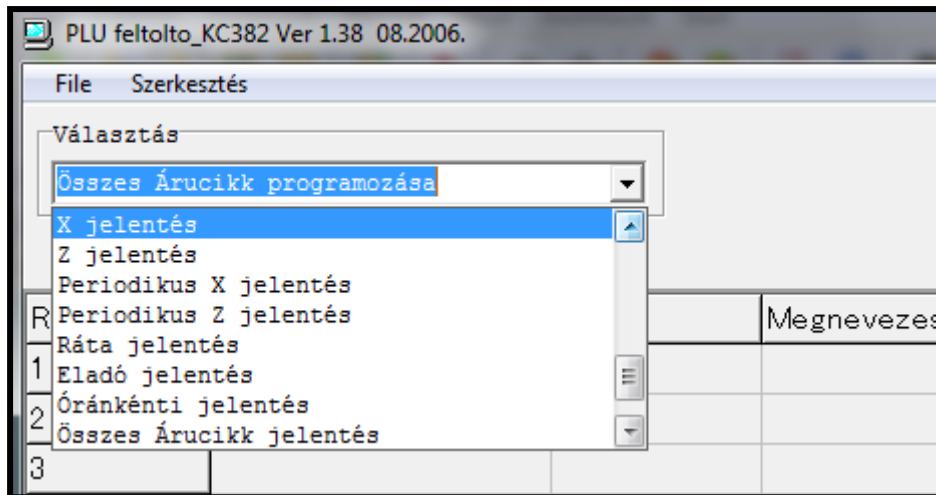 PLU feltolto_KC382 Ver 1.38  08.2006.
File Szerkesztés
Választás
Összes Árucikk programozása
X jelentés
Z jelentés
Periodikus X jelentés
Periodikus Z jelentés
Ráta jelentés
Eladó jelentés
Óránkénti jelentés
Összes Árucikk jelentés
R Megnevezes
1
2
3